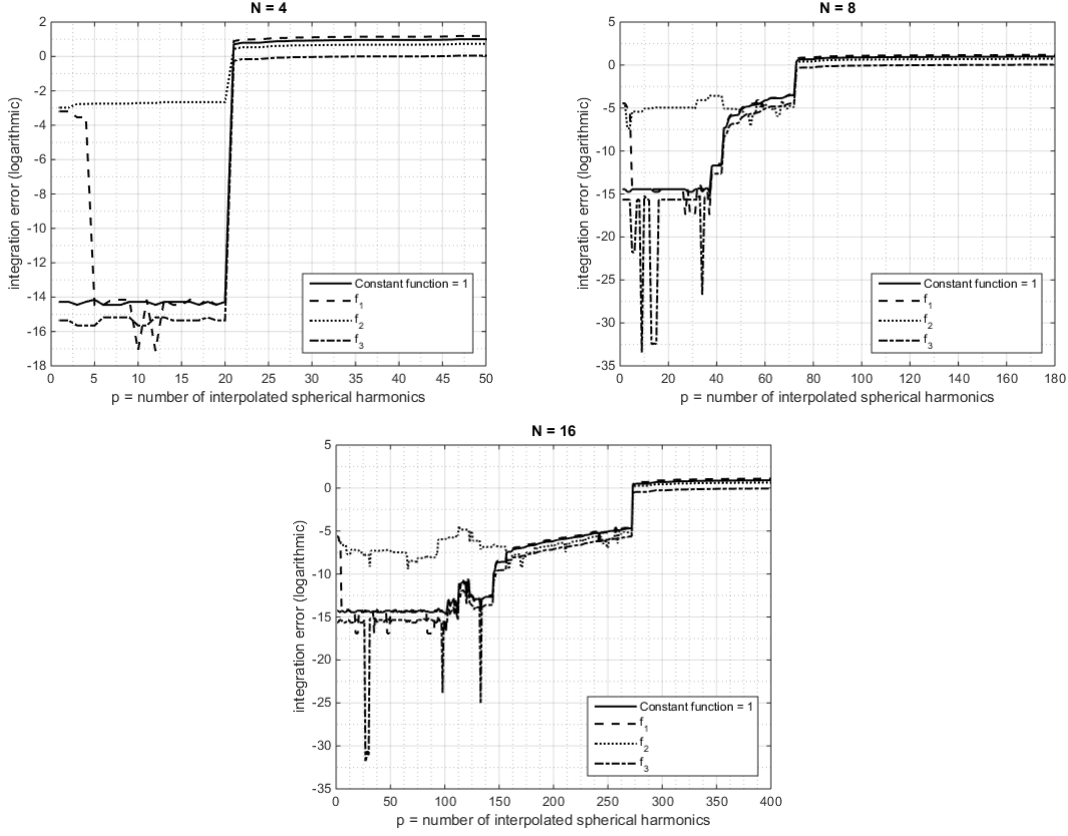 N = 4
integration error (logarithmic)
2
0
-2
-4
-6
-8
-10
-12
-14
-16
-18
Constant function = 1
f1
f2
f3
0 5 10 15 20 25 30 35 40 45 50
p = number of interpolated spherical harmonics
N = 8
integration error (logarithmic)
5
0
-5
-10
-15
-20
-25
-30
-35
Constant function = 1
f1
f2
f3
0 20 40 60 80 100 120 140 160 180
p = number of interpolated spherical harmonics
N = 16
integration error (logarithmic)
5
0
-5
-10
-15
-20
-25
-30
-35
Constant function = 1
f1
f2
f3
0 50 100 150 200 250 300 350 400
p = number of interpolated spherical harmonics